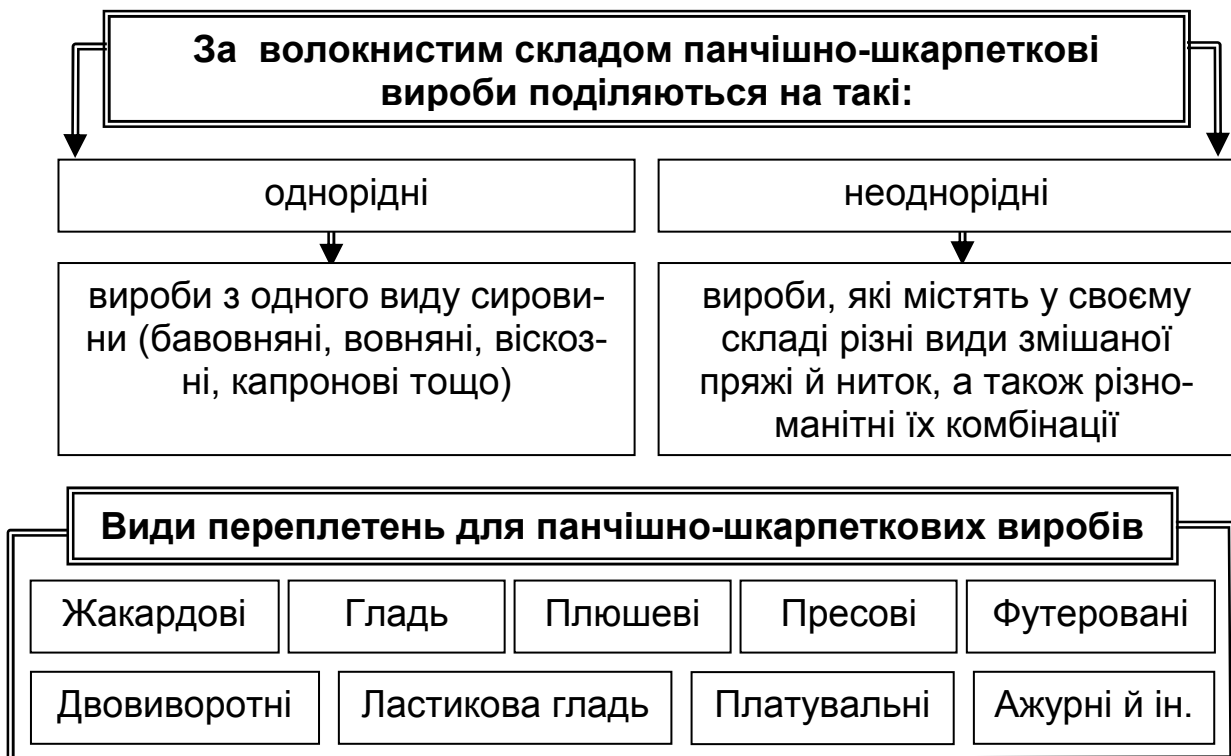 За волокнистим складом панчішно-шкарпеткові
вироби поділяються на такі:
однорідні
неоднорідні
вироби з одного виду сирови-
ни (бавовняні, вовняні, віскоз-
ні, капронові тощо)
вироби, які містять у своєму
складі різні види змішаної
пряжі й ниток, а також різно-
манітні їх комбінації
Види переплетень для панчішно-шкарпеткових виробів
Жакардові
Гладь
Плюшеві
Пресові
Футеровані
Двовиворотні
Ластикова гладь
Платувальні
Ажурні й ін.